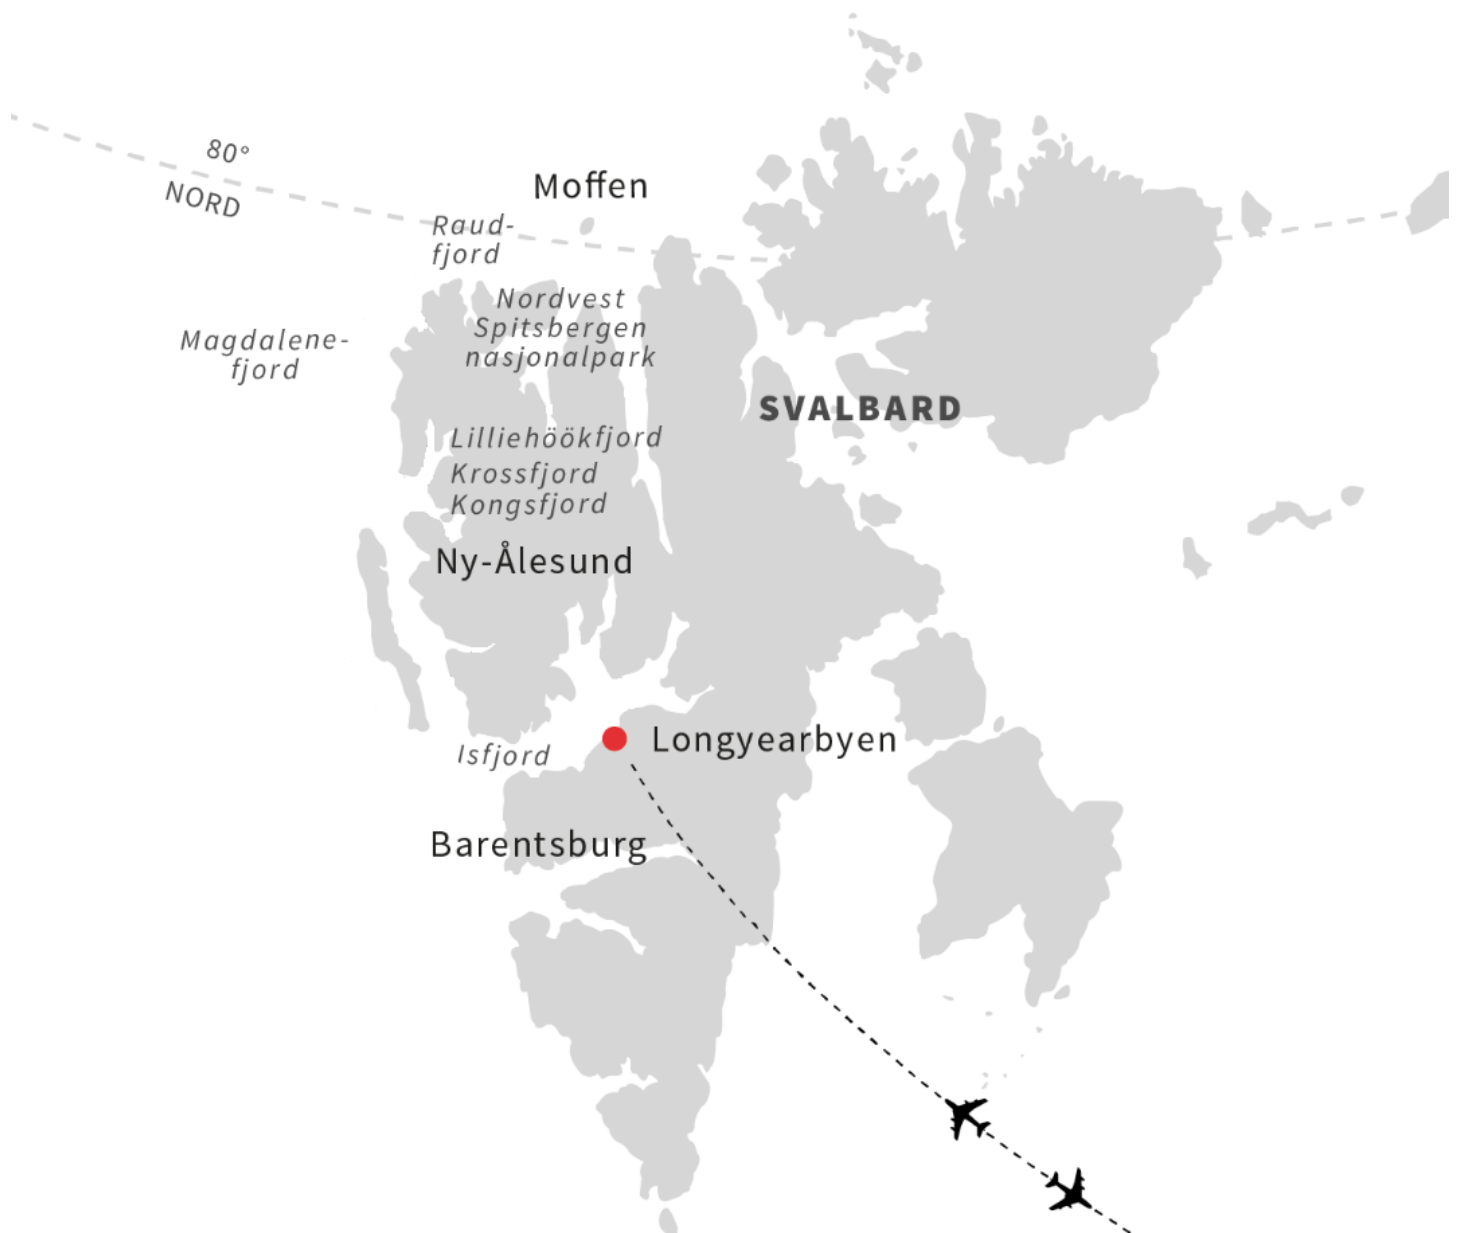 80°
NORD
Moffen
Raud-
fjord
Nordvest
Spitsbergen
nasjonalpark
Magdalene-
fjord
SVALBARD
Lilliehöökfjord
Krossfjord
Kongsfjord
Ny-Ålesund
Longyearbyen
Isfjord
Barentsburg